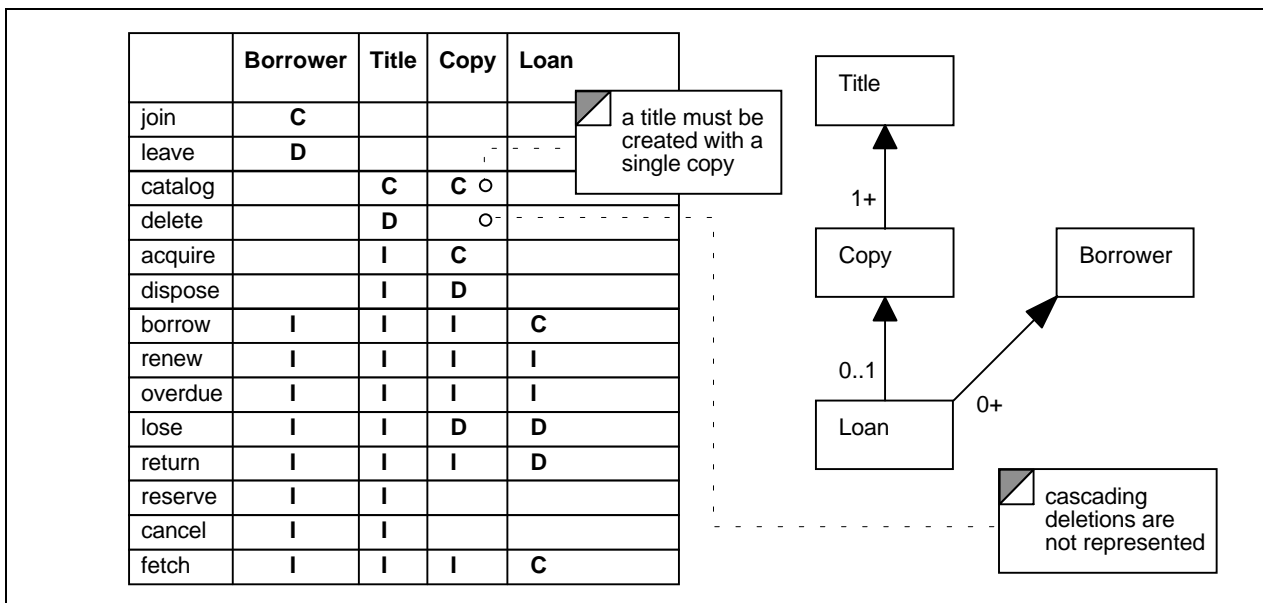 Borrower Title Copy Loan
join C
leave D
catalog C C
delete D
acquire I C
dispose I D
borrow I I I C
renew I I I I
overdue I I I I
lose I I D D
return I I I D
reserve I I
cancel I I
fetch I I I C
a title must be
created with a
single copy
Title
1+
Copy
Borrower
0..1
0+
Loan
cascading
deletions are
not represented